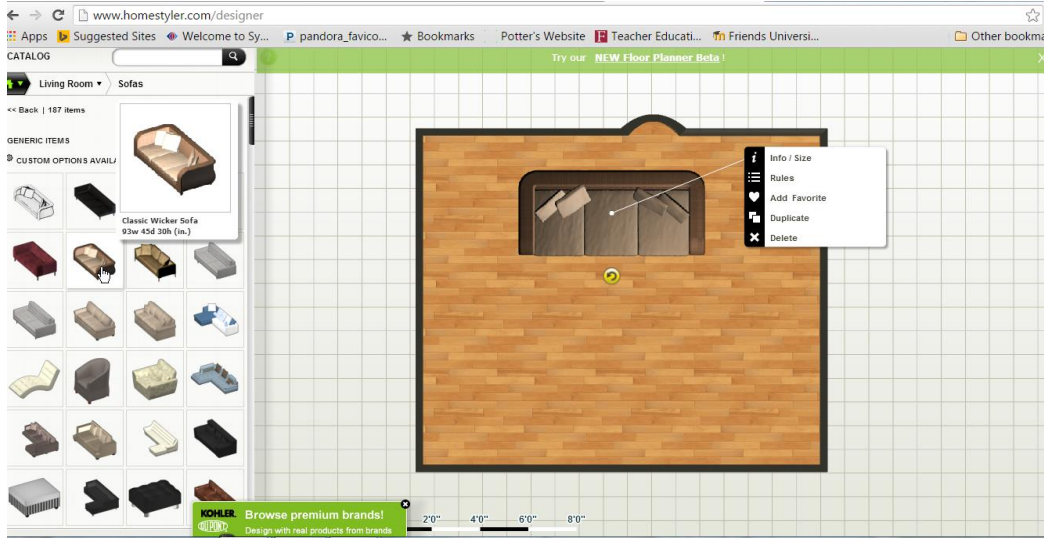 www.homestyler.com/designer
Apps Suggested Sites Welcome to Sy... pandora_favico... Bookmarks Potter's Website Teacher Educati... Friends Universi... Other bookma
CATALOG
Try our NEW Floor Planner Beta !
Living Room Sofas
<< Back | 187 items
GENERIC ITEMS
CUSTOM OPTIONS AVAILA
Classic Wicker Sofa
93w 45d 30h (in.)
Info / Size
Rules
Add Favorite
Duplicate
Delete
KOHLER. Browse premium brands!
DUPONT Design with real products from brands
2'0" 4'0" 6'0" 8'0"